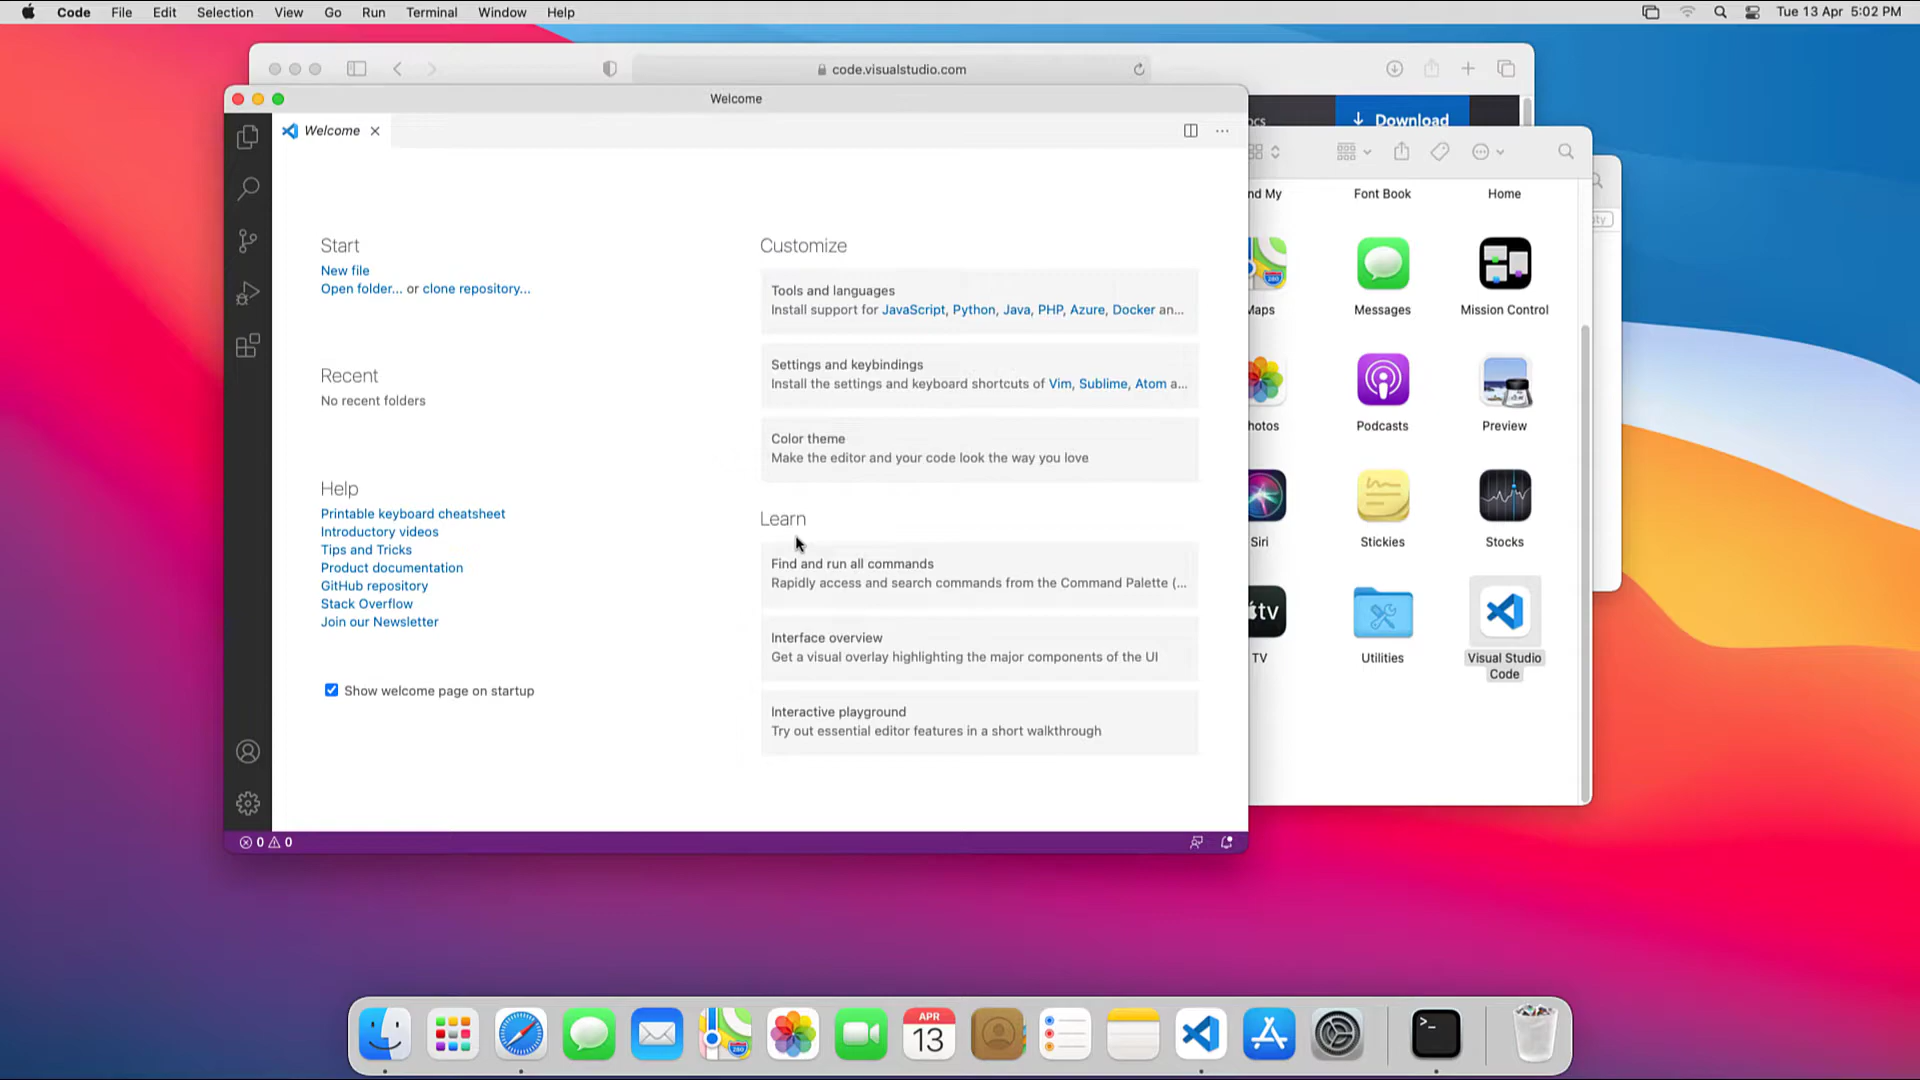 Code File Edit Selection View Go Run Terminal Window Help
Tue 13 Apr 5:02 PM
code.visualstudio.com
Download
Welcome
Welcome
Start
New file
Open folder... or clone repository...
Recent
No recent folders
Help
Printable keyboard cheatsheet
Introductory videos
Tips and Tricks
Product documentation
GitHub repository
Stack Overflow
Join our Newsletter
Show welcome page on startup
Customize
Tools and languages
Install support for JavaScript, Python, Java, PHP, Azure, Docker an...
Settings and keybindings
Install the settings and keyboard shortcuts of Vim, Sublime, Atom a...
Color theme
Make the editor and your code look the way you love
Learn
Find and run all commands
Rapidly access and search commands from the Command Palette (...
Interface overview
Get a visual overlay highlighting the major components of the UI
Interactive playground
Try out essential editor features in a short walkthrough
0 0
nd My Font Book Home
280
Maps Messages Mission Control
hotos Podcasts Preview
Siri Stickies Stocks
tv
TV Utilities Visual Studio
Code
280
APR
13
>_